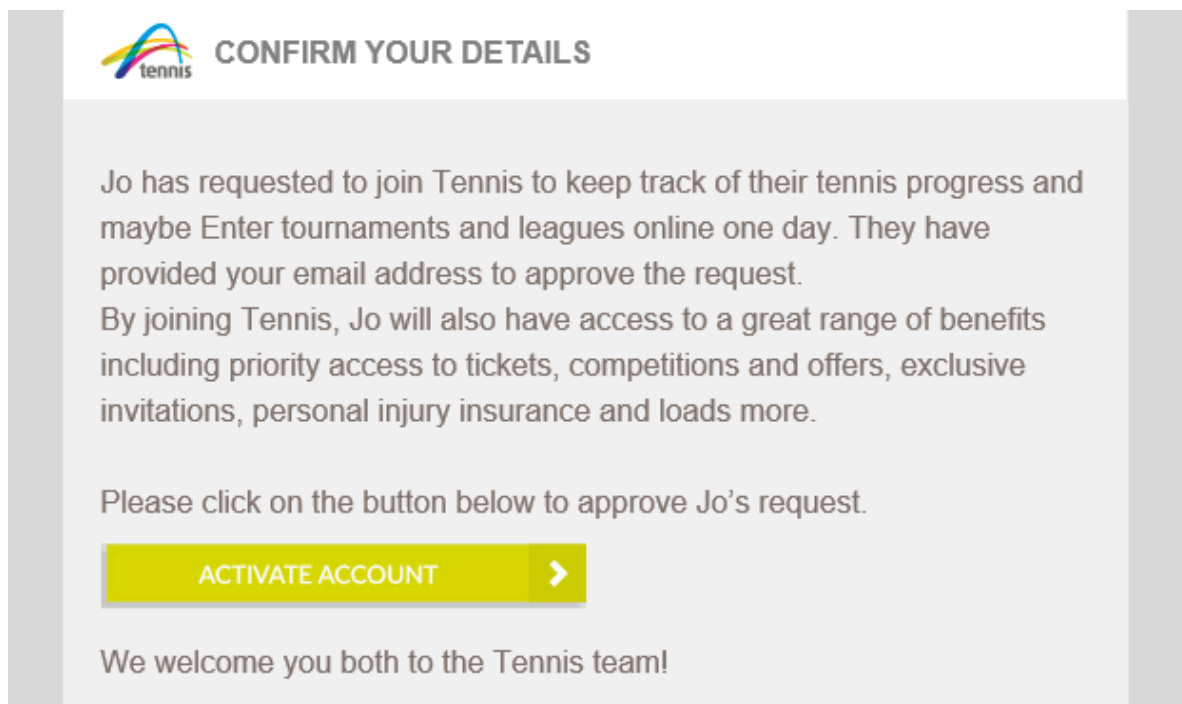 tennis
CONFIRM YOUR DETAILS
Jo has requested to join Tennis to keep track of their tennis progress and
maybe Enter tournaments and leagues online one day. They have
provided your email address to approve the request.
By joining Tennis, Jo will also have access to a great range of benefits
including priority access to tickets, competitions and offers, exclusive
invitations, personal injury insurance and loads more.
Please click on the button below to approve Jo’s request.
ACTIVATE ACCOUNT
We welcome you both to the Tennis team!